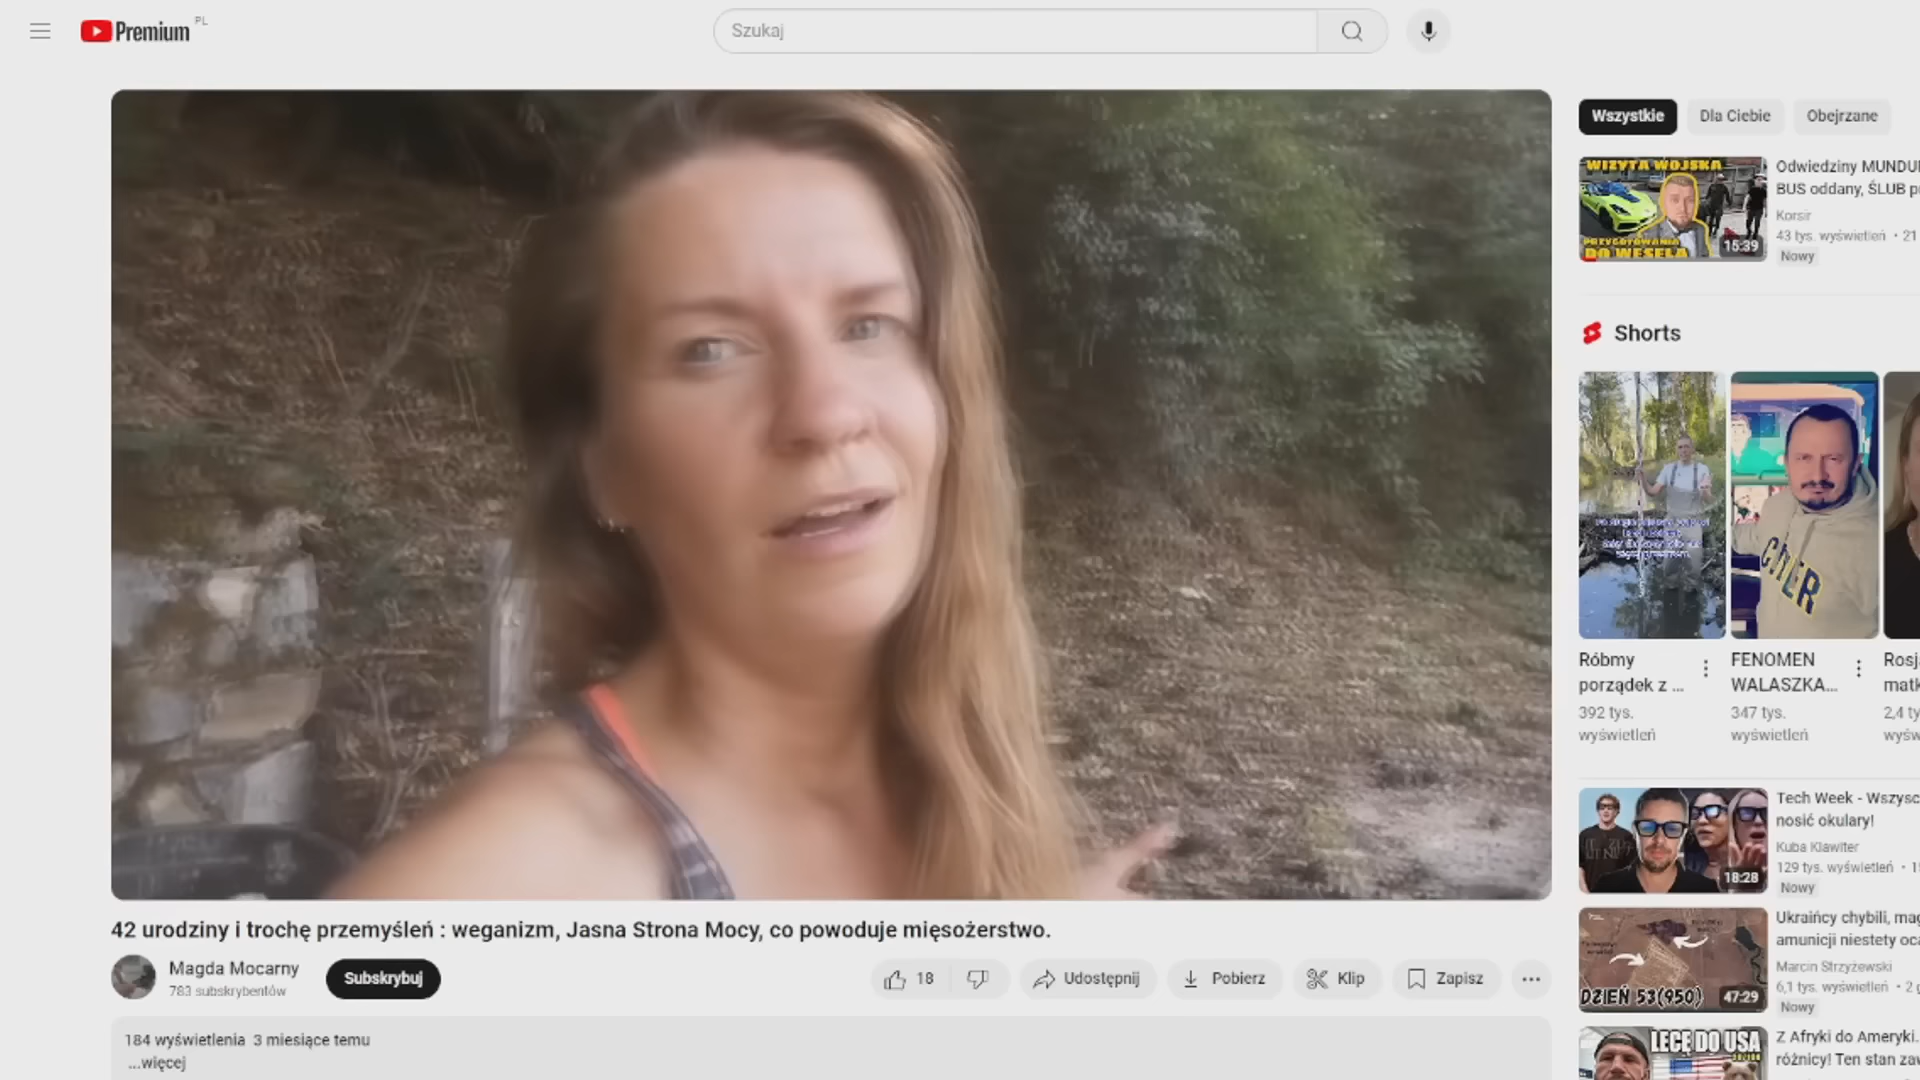 Premium PL
Szukaj
Wszystkie
Dla Ciebie
Obejrzane
WIZYTA WOJSKA
PRZYGOTOWANIA
DO WESELA
15:39
Odwiedziny MUNDU
BUS oddany, ŚLUB p
Korsir
43 tys. wyświetleń • 21
Nowy
Shorts
CHLER
Róbmy
porządek z ...
392 tys.
wyświetleń
FENOMEN
WALASZKA...
347 tys.
wyświetleń
Rosj
matk
2,4 ty
wyśw
18:28
Tech Week - Wszysc
nosić okulary!
Kuba Klawiter
129 tys. wyświetleń • 1
Nowy
DZIEŃ 53(950)
47:29
Ukraińcy chybili, mag
amunicji niestety oca
Marcin Strzyżewski
6,1 tys. wyświetleń • 2 g
Nowy
LECĘ DO USA
Z Afryki do Ameryki.
różnicy! Ten stan zav
42 urodziny i trochę przemyśleń : weganizm, Jasna Strona Mocy, co powoduje mięsożerstwo.
Magda Mocarny
783 subskrybentów
Subskrybuj
18
Udostępnij
Pobierz
Klip
Zapisz
184 wyświetlenia 3 miesiące temu
...więcej